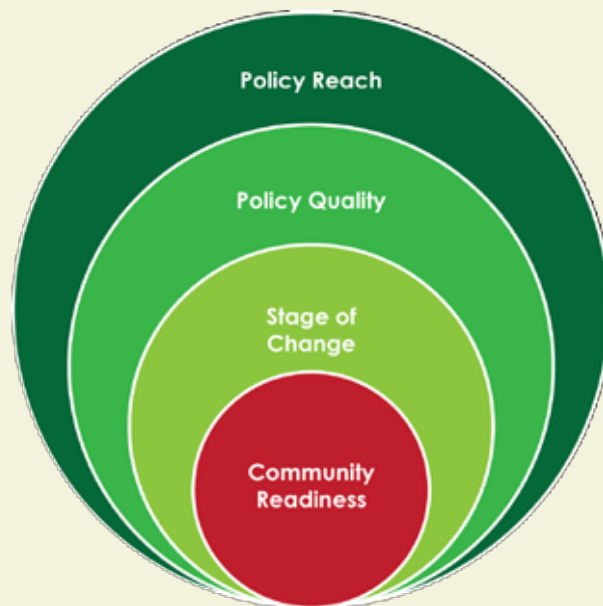 Policy Reach
Policy Quality
Stage of
Change
Community
Readiness